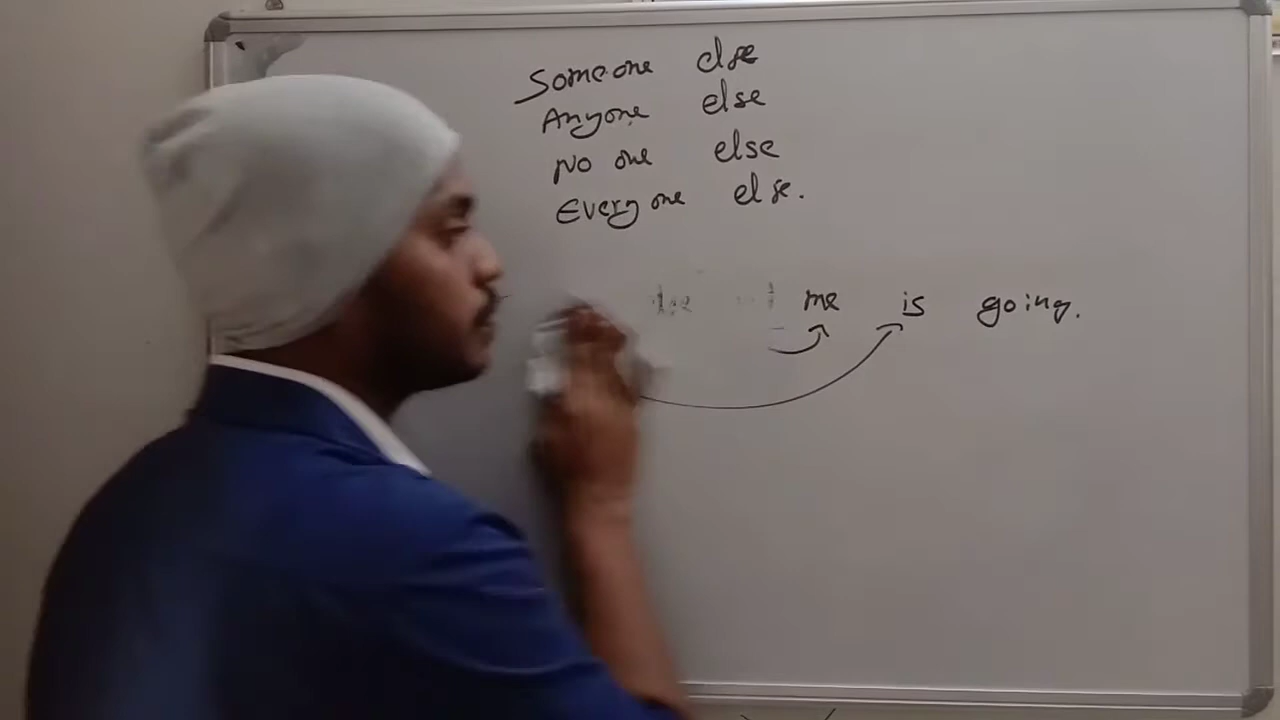 Someone else
Anyone else
No one else
Everyone else.
me is going.